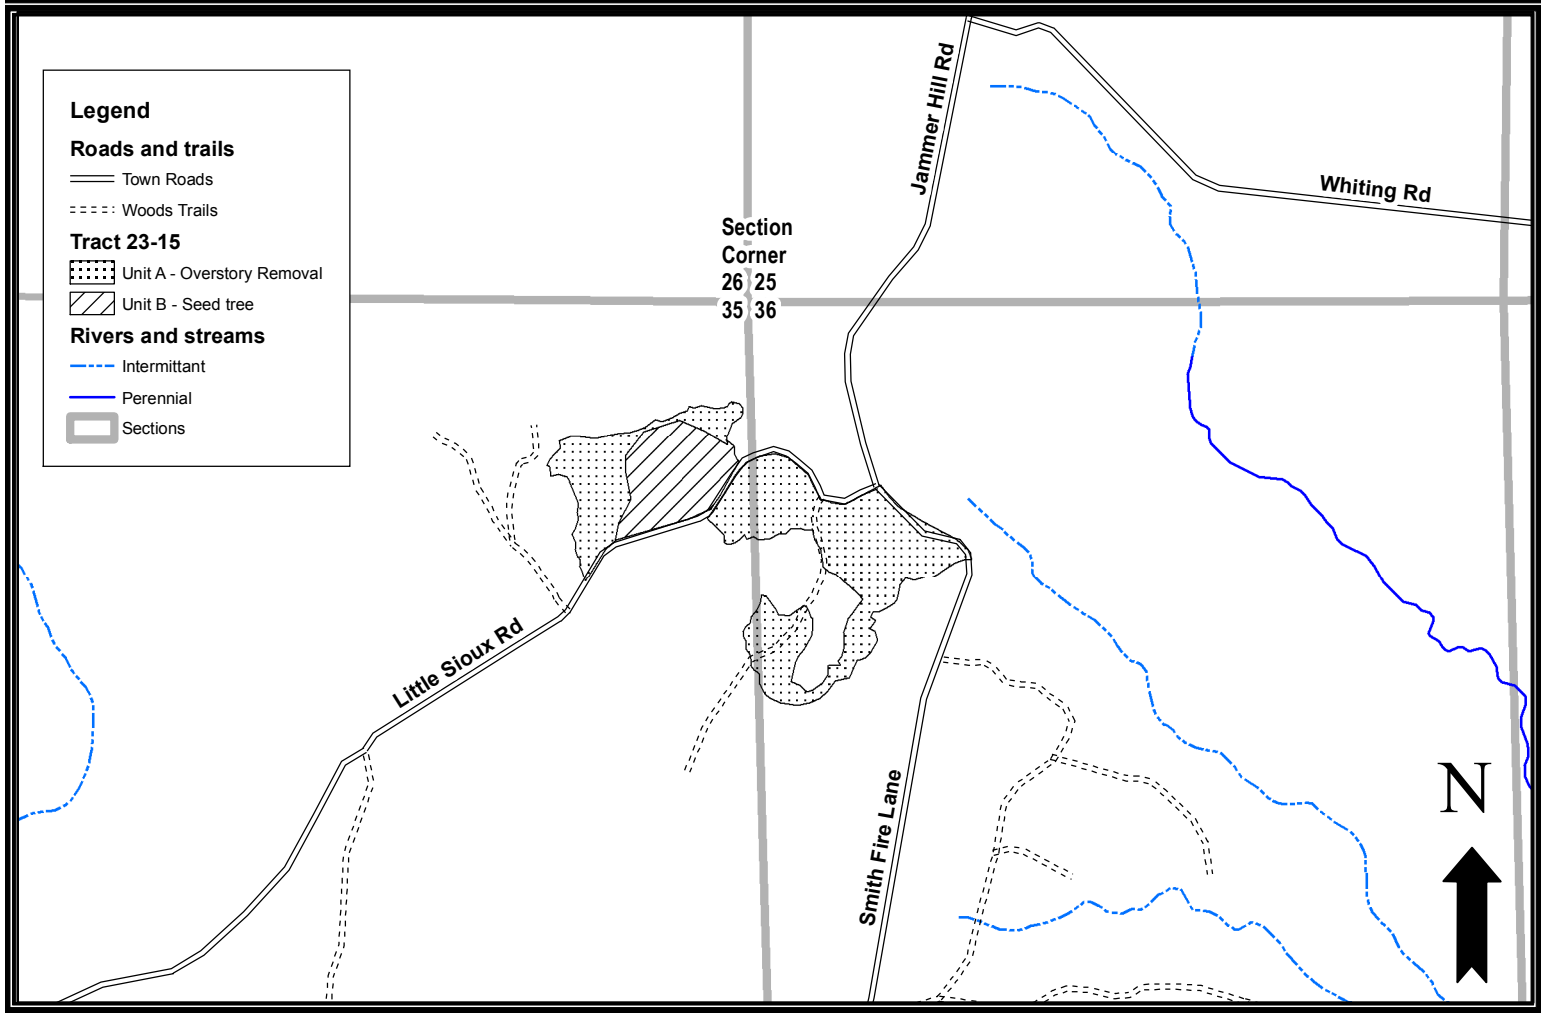 Legend
Roads and trails
Town Roads
Woods Trails
Tract 23-15
Unit A - Overstory Removal
Unit B - Seed tree
Rivers and streams
Intermittant
Perennial
Sections
Section
Corner
26 25
35 36
Jammer Hill Rd
Whiting Rd
Little Sioux Rd
Smith Fire Lane
N